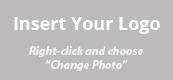 Insert Your Logo
Right-click and choose
“Change Photo”